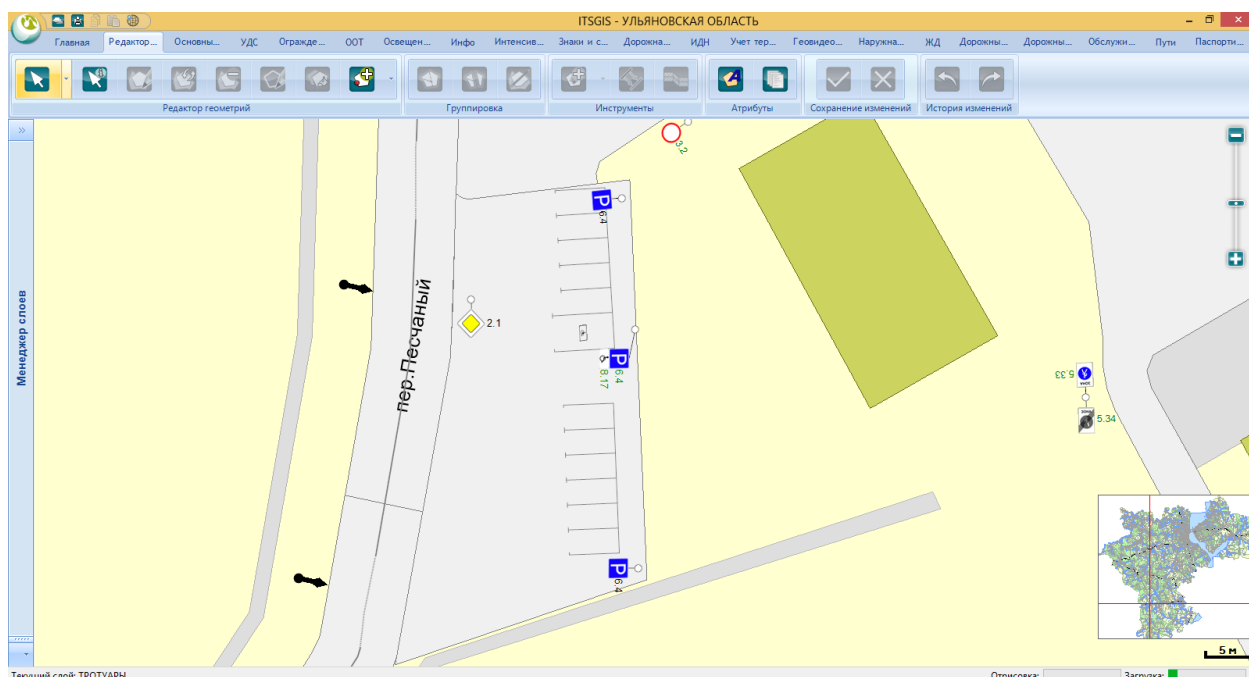 ITSGIS - УЛЬЯНОВСКАЯ ОБЛАСТЬ
Главная Редактор... Основны... УДС Огражде... ООТ Освещен... Инфо Интенсив... Знаки и с... Дорожна... ИДН Учет тер... Геовидео... Наружна... ЖД Дорожны... Дорожны... Обслужи... Пути Паспорти...
Редактор геометрий Группировка Инструменты Атрибуты Сохранение изменений История изменений
Менеджер слоев
3.2
P
6.4
пер.Песчаный
2.1
P
8.17
6.4
5.33
5.34
P
6.4
5 м
Текущий слой: ТРОТУАРЫ
Отрисовка: Загрузка: